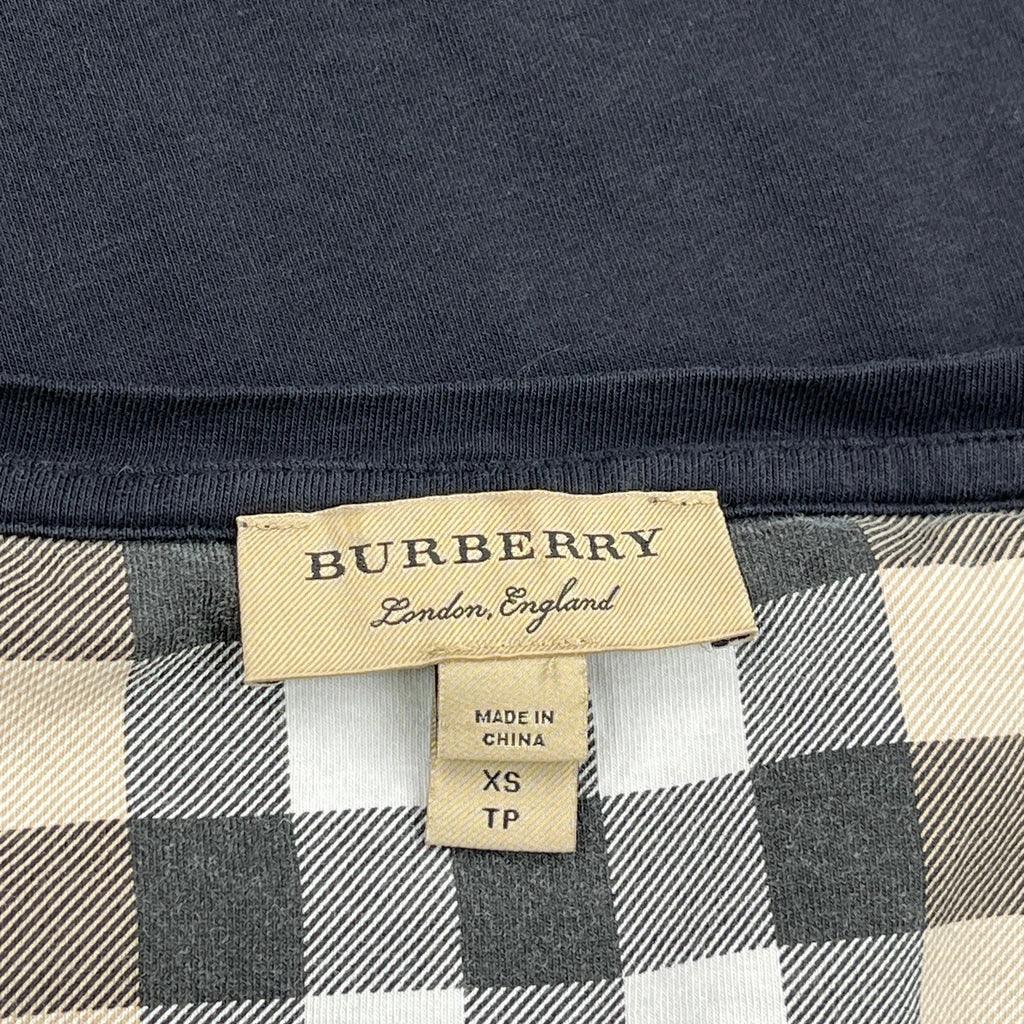 BURBERRY
London, England
MADE IN
CHINA
XS
TP